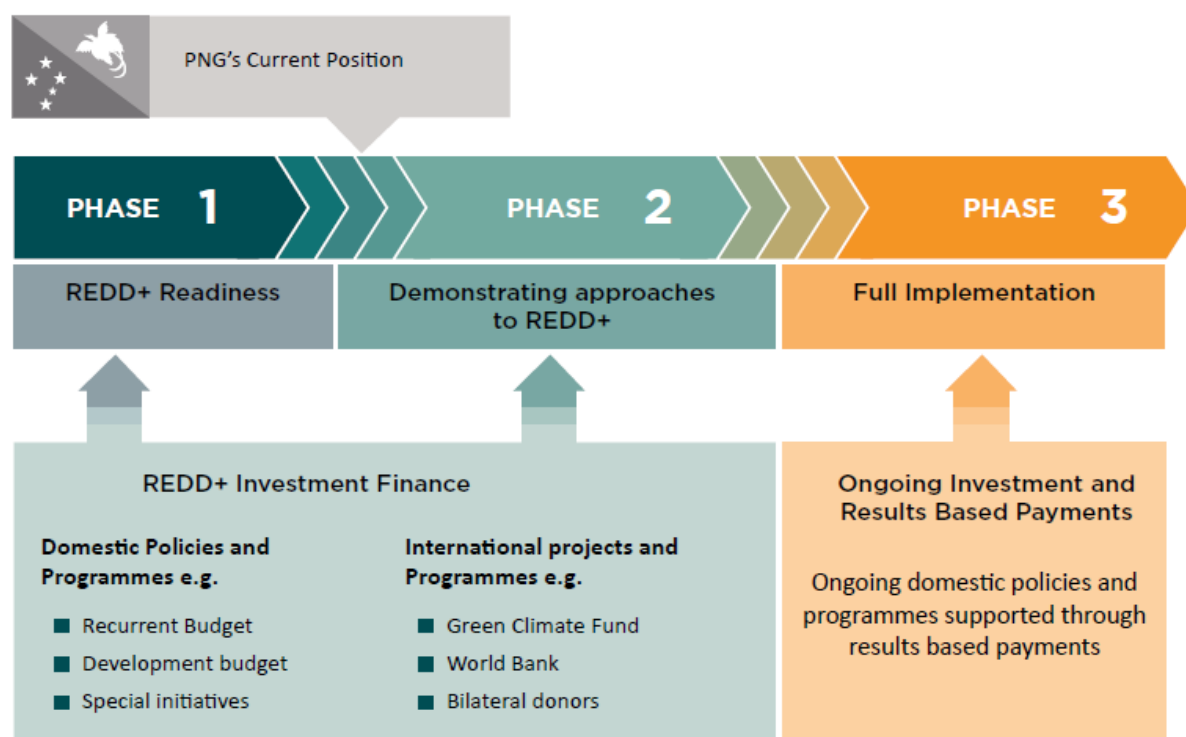 PNG's Current Position
PHASE 1
PHASE 2
PHASE 3
REDD+ Readiness
Demonstrating approaches
to REDD+
Full Implementation
REDD+ Investment Finance
Domestic Policies and
Programmes e.g.
Recurrent Budget
Development budget
Special initiatives
International projects and
Programmes e.g.
Green Climate Fund
World Bank
Bilateral donors
Ongoing Investment and
Results Based Payments
Ongoing domestic policies and
programmes supported through
results based payments